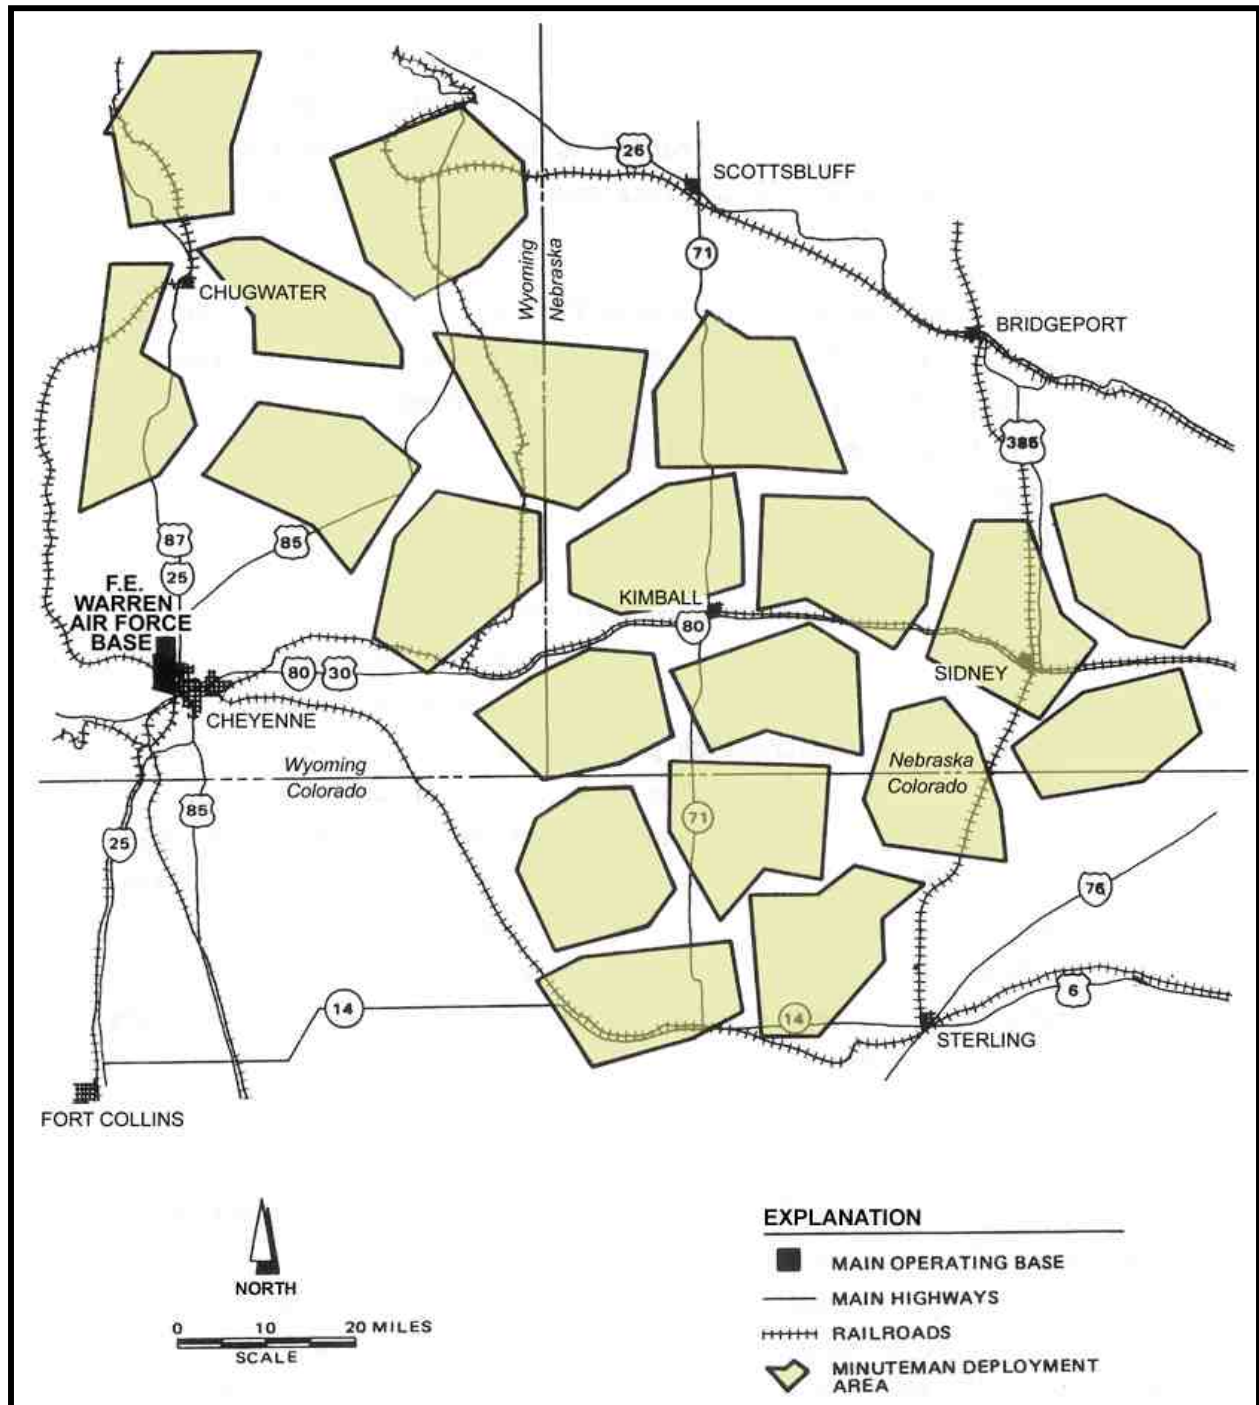 26
SCOTTSBLUFF
71
Wyoming
Nebraska
CHUGWATER
BRIDGEPORT
385
87
85
25
F.E.
WARREN
AIR FORCE
BASE
KIMBALL
80
80
30
SIDNEY
CHEYENNE
Wyoming
Colorado
Nebraska
Colorado
85
71
25
76
14
6
14
STERLING
FORT COLLINS
NORTH
0 10 20 MILES
SCALE
EXPLANATION
MAIN OPERATING BASE
MAIN HIGHWAYS
RAILROADS
MINUTEMAN DEPLOYMENT
AREA